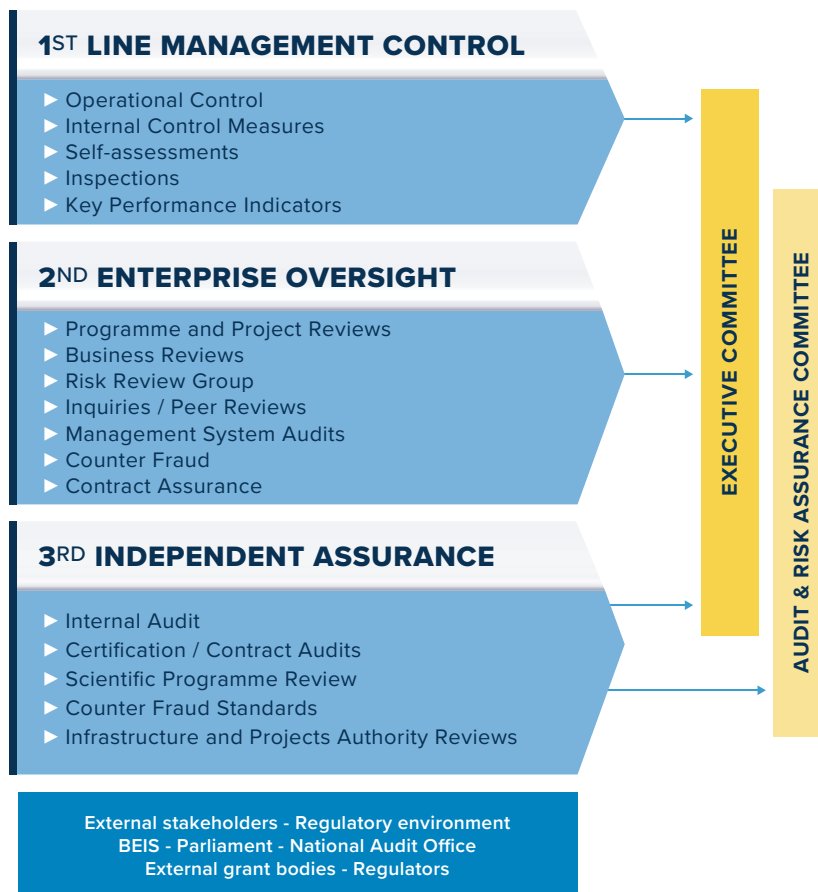 1ST LINE MANAGEMENT CONTROL
Operational Control
Internal Control Measures
Self-assessments
Inspections
Key Performance Indicators
2ND ENTERPRISE OVERSIGHT
Programme and Project Reviews
Business Reviews
Risk Review Group
Inquiries / Peer Reviews
Management System Audits
Counter Fraud
Contract Assurance
3RD INDEPENDENT ASSURANCE
Internal Audit
Certification / Contract Audits
Scientific Programme Review
Counter Fraud Standards
Infrastructure and Projects Authority Reviews
EXECUTIVE COMMITTEE
AUDIT & RISK ASSURANCE COMMITTEE
External stakeholders - Regulatory environment
BEIS - Parliament - National Audit Office
External grant bodies - Regulators